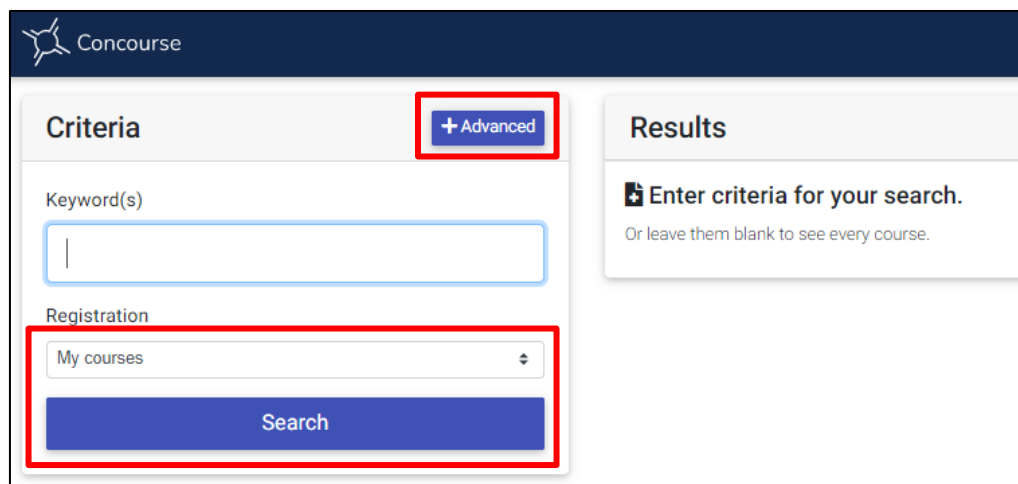 Concourse
Criteria
+ Advanced
Keyword(s)
Registration
My courses
Search
Results
Enter criteria for your search.
Or leave them blank to see every course.